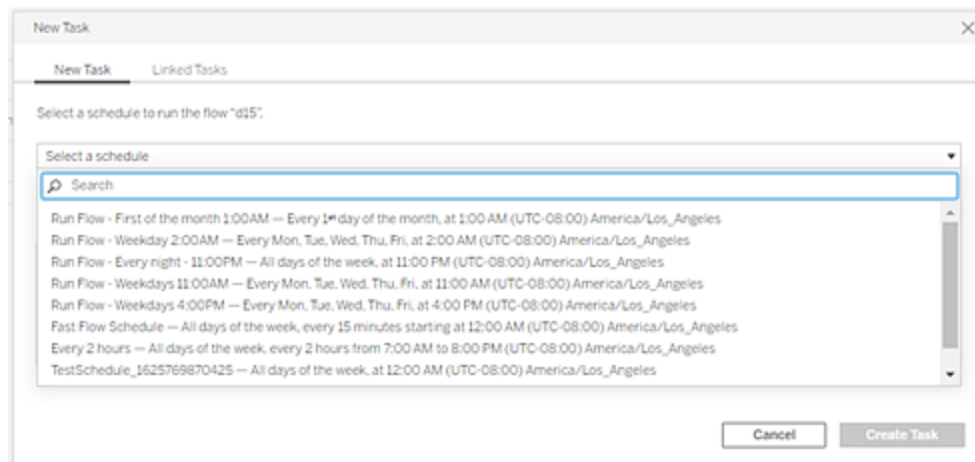 New Task
New Task Linked Tasks
Select a schedule to run the flow “d15”.
Select a schedule
Search
Run Flow - First of the month 1:00AM — Every 1st day of the month, at 1:00 AM (UTC-08:00) America/Los_Angeles
Run Flow - Weekday 2:00AM — Every Mon, Tue, Wed, Thu, Fri, at 2:00 AM (UTC-08:00) America/Los_Angeles
Run Flow - Every night - 11:00PM — All days of the week, at 11:00 PM (UTC-08:00) America/Los_Angeles
Run Flow - Weekdays 11:00AM — Every Mon, Tue, Wed, Thu, Fri, at 11:00 AM (UTC-08:00) America/Los_Angeles
Run Flow - Weekdays 4:00PM — Every Mon, Tue, Wed, Thu, Fri, at 4:00 PM (UTC-08:00) America/Los_Angeles
Fast Flow Schedule — All days of the week, every 15 minutes starting at 12:00 AM (UTC-08:00) America/Los_Angeles
Every 2 hours — All days of the week, every 2 hours from 7:00 AM to 8:00 PM (UTC-08:00) America/Los_Angeles
TestSchedule_1625769870425 — All days of the week, at 12:00 AM (UTC-08:00) America/Los_Angeles
Cancel Create Task